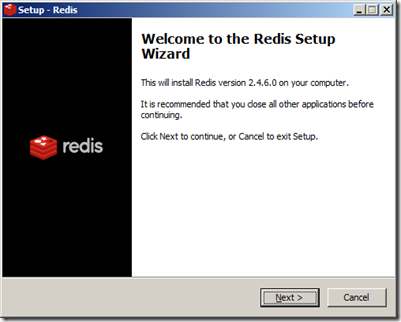 Setup - Redis
Welcome to the Redis Setup
Wizard
This will install Redis version 2.4.6.0 on your computer.
It is recommended that you close all other applications before
continuing.
Click Next to continue, or Cancel to exit Setup.
redis
Next >
Cancel